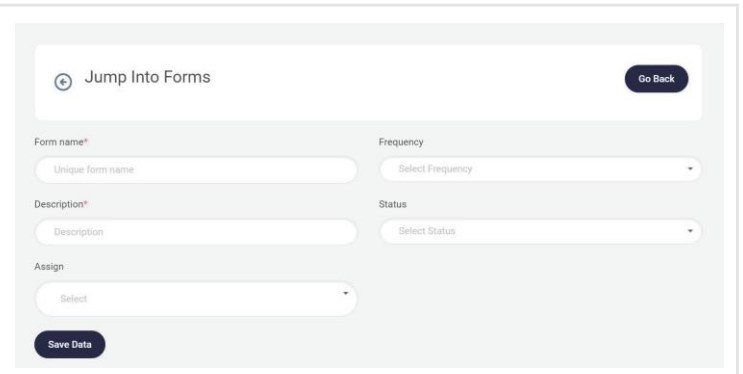 Jump Into Forms
Go Back
Form name*
Frequency
Unique form name
Select Frequency
Description*
Status
Description
Select Status
Assign
Select
Save Data